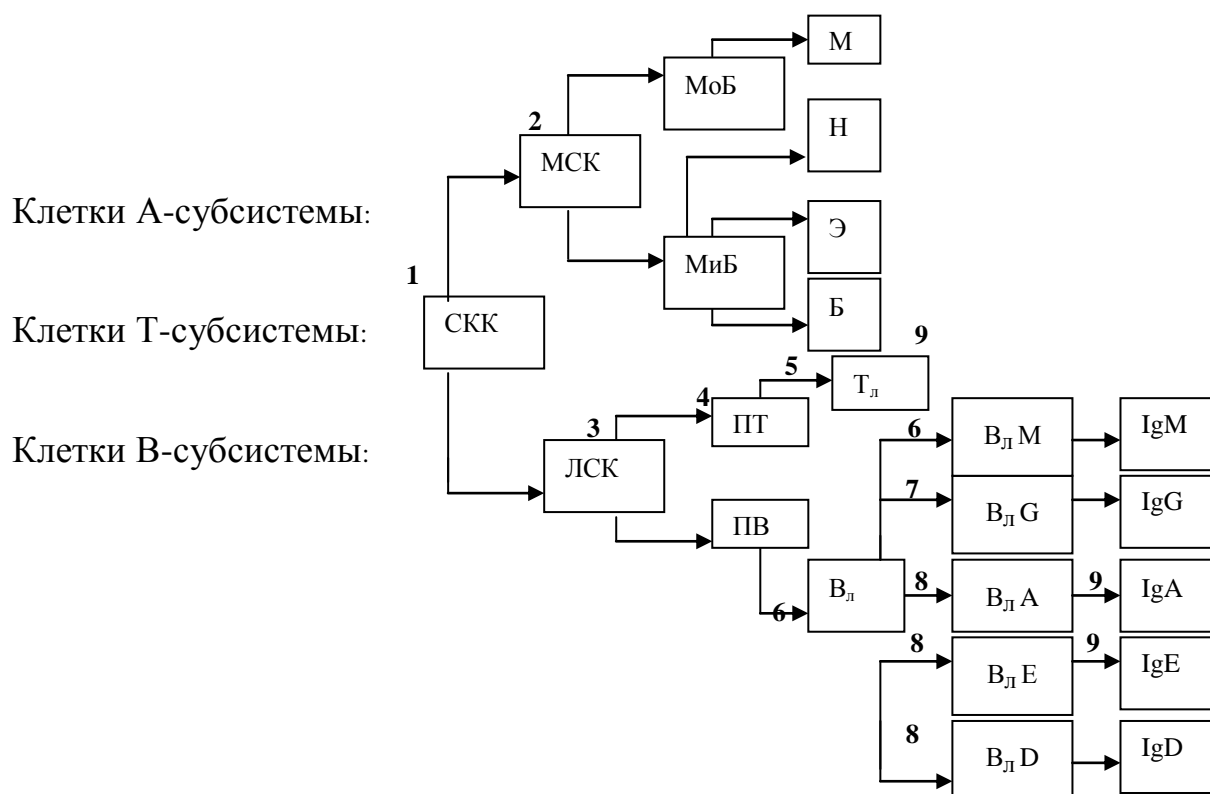 М
МоБ
2
Н
МСК
Клетки А-субсистемы:
Э
МиБ
1
Б
СКК
Клетки Т-субсистемы:
9
5
Тл
4
ПТ
3
6
Вл М
IgM
Клетки В-субсистемы:
ЛСК
7
Вл G
IgG
ПВ
Вл
6
8
Вл А
9
IgA
8
Вл Е
9
IgE
8
Вл D
IgD